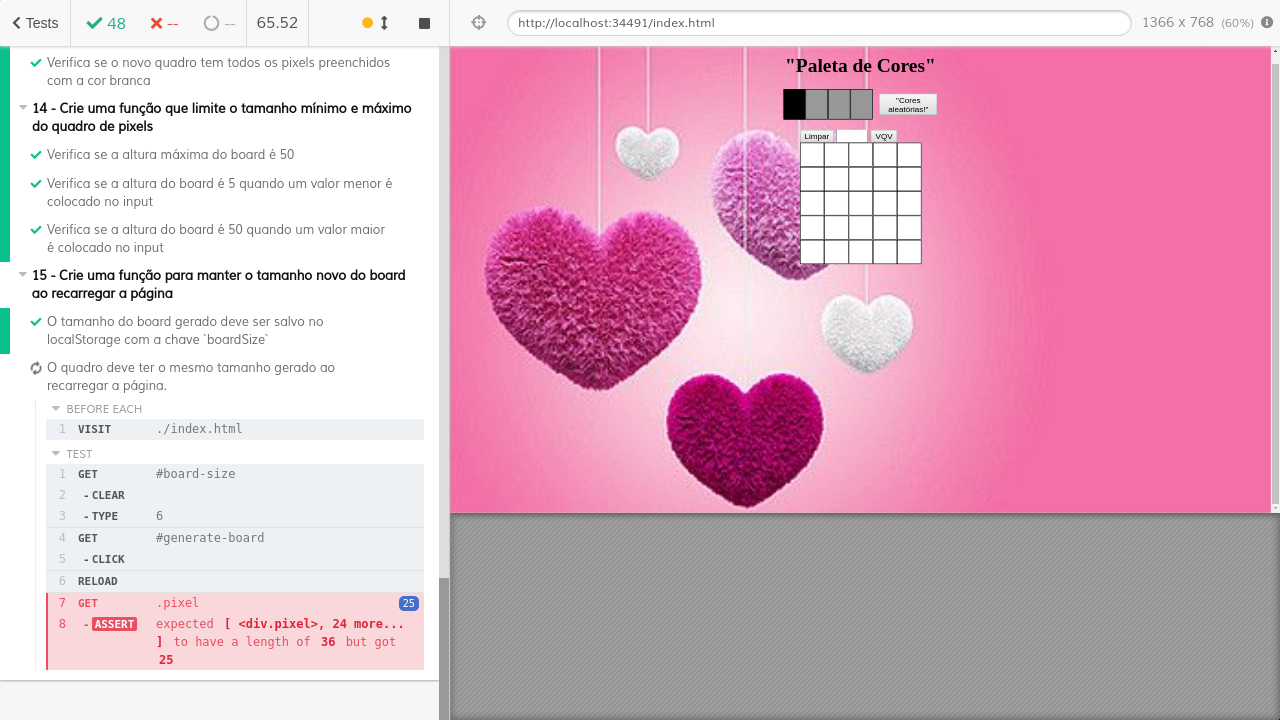 Tests
48
--
--
65.52
http://localhost:34491/index.html
1366 x 768 (60%)
Verifica se o novo quadro tem todos os pixels preenchidos
com a cor branca
14 - Crie uma função que limite o tamanho mínimo e máximo
do quadro de pixels
Verifica se a altura máxima do board é 50
Verifica se a altura do board é 5 quando um valor menor é
colocado no input
Verifica se a altura do board é 50 quando um valor maior
é colocado no input
15 - Crie uma função para manter o tamanho novo do board
ao recarregar a página
O tamanho do board gerado deve ser salvo no
localStorage com a chave `boardSize`
O quadro deve ter o mesmo tamanho gerado ao
recarregar a página.
BEFORE EACH
1 VISIT ./index.html
TEST
1 GET #board-size
2 - CLEAR
3 - TYPE 6
4 GET #generate-board
5 - CLICK
6 RELOAD
7 GET .pixel 25
8 - ASSERT expected [ <div.pixel>, 24 more...
] to have a length of 36 but got
25
"Paleta de Cores"
"Cores
aleatórias!"
Limpar
VQV